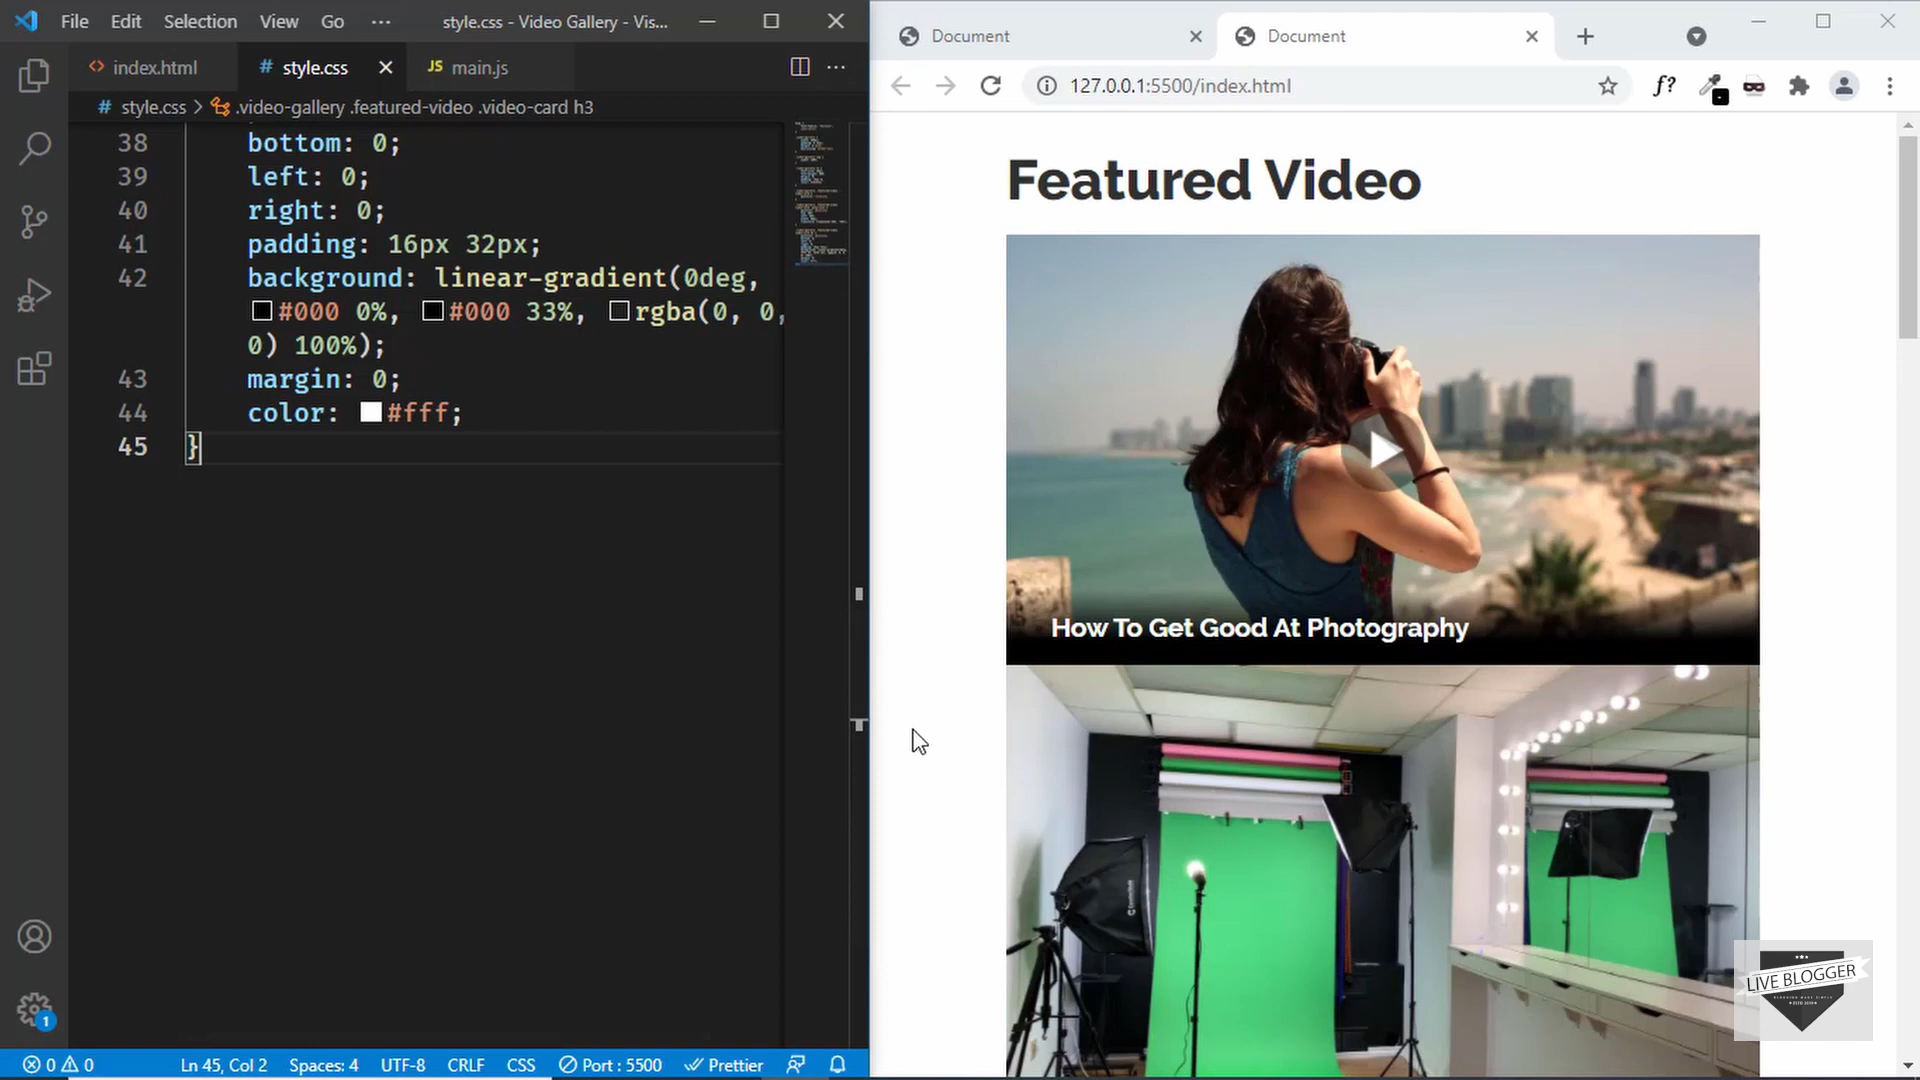 File Edit Selection View Go ··· style.css - Video Gallery - Vis...
index.html # style.css JS main.js
# style.css > .video-gallery .featured-video .video-card h3
38 bottom: 0;
39 left: 0;
40 right: 0;
41 padding: 16px 32px;
42 background: linear-gradient(0deg,
#000 0%, #000 33%, rgba(0, 0,
0) 100%);
43 margin: 0;
44 color: #fff;
45 }
1
0 0 Ln 45, Col 2 Spaces: 4 UTF-8 CRLF CSS Port : 5500 Prettier
Document Document
127.0.0.1:5500/index.html f?
Featured Video
How To Get Good At Photography
LIVE BLOGGER